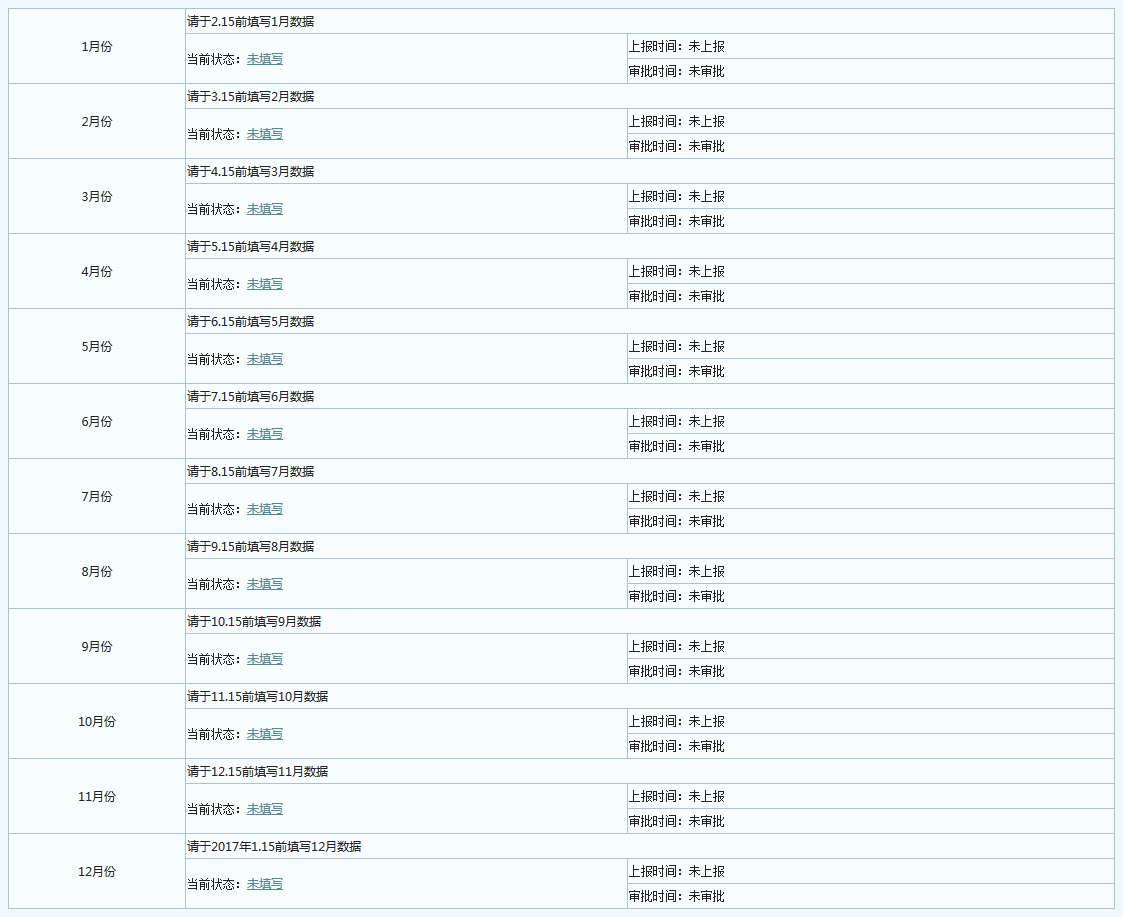 1月份
请于2.15前填写1月数据
当前状态：未填写
上报时间：未上报
审批时间：未审批
2月份
请于3.15前填写2月数据
当前状态：未填写
上报时间：未上报
审批时间：未审批
3月份
请于4.15前填写3月数据
当前状态：未填写
上报时间：未上报
审批时间：未审批
4月份
请于5.15前填写4月数据
当前状态：未填写
上报时间：未上报
审批时间：未审批
5月份
请于6.15前填写5月数据
当前状态：未填写
上报时间：未上报
审批时间：未审批
6月份
请于7.15前填写6月数据
当前状态：未填写
上报时间：未上报
审批时间：未审批
7月份
请于8.15前填写7月数据
当前状态：未填写
上报时间：未上报
审批时间：未审批
8月份
请于9.15前填写8月数据
当前状态：未填写
上报时间：未上报
审批时间：未审批
9月份
请于10.15前填写9月数据
当前状态：未填写
上报时间：未上报
审批时间：未审批
10月份
请于11.15前填写10月数据
当前状态：未填写
上报时间：未上报
审批时间：未审批
11月份
请于12.15前填写11月数据
当前状态：未填写
上报时间：未上报
审批时间：未审批
12月份
请于2017年1.15前填写12月数据
当前状态：未填写
上报时间：未上报
审批时间：未审批